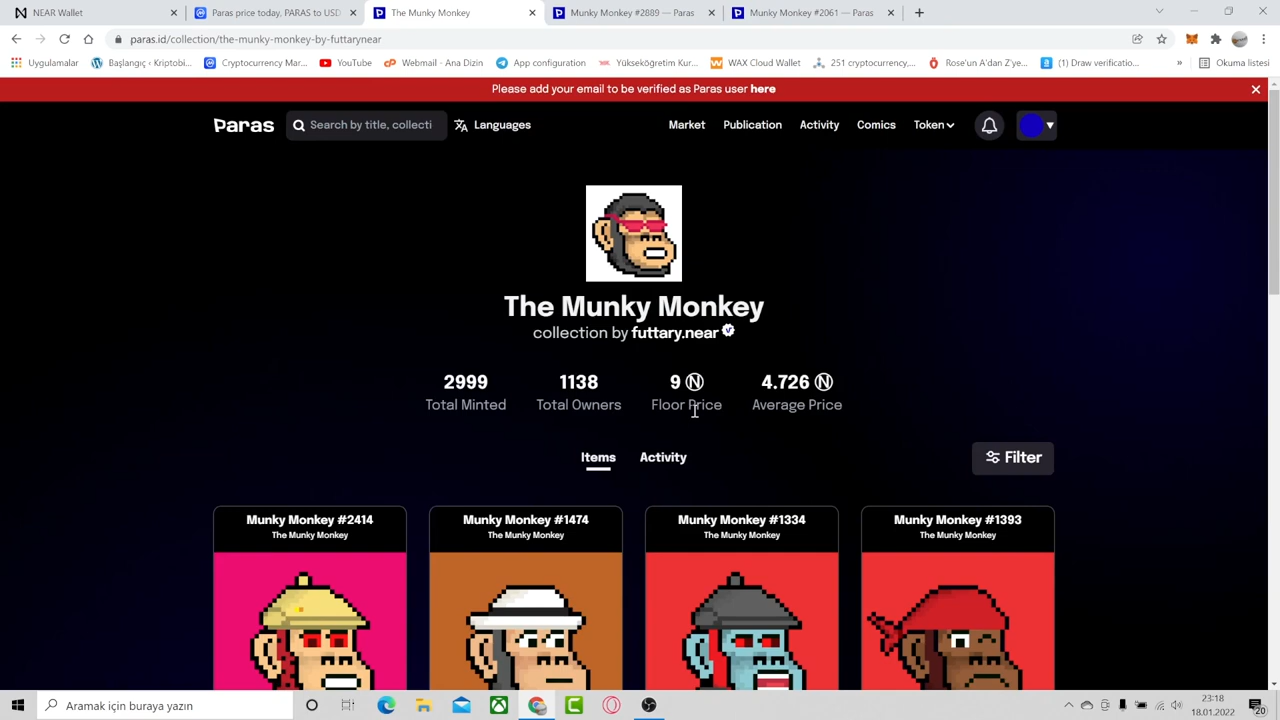 NEAR Wallet
Paras price today, PARAS to USD
The Munky Monkey
Munky Monkey #2889 — Paras
Munky Monkey #2061 — Paras
paras.id/collection/the-munky-monkey-by-futtarynear
Uygulamalar
Başlangıç ‹ Kriptobi...
Cryptocurrency Mar...
YouTube
Webmail - Ana Dizin
App configuration
Yükseköğretim Kur...
WAX Cloud Wallet
251 cryptocurrency,...
Rose'un A'dan Z'ye...
(1) Draw verificatio...
»
Okuma listesi
Please add your email to be verified as Paras user here
Paras
Search by title, collecti
Languages
Market
Publication
Activity
Comics
Token
The Munky Monkey
collection by futtary.near
2999
1138
9 Ⓝ
4.726 Ⓝ
Total Minted
Total Owners
Floor Price
Average Price
Items
Activity
Filter
Munky Monkey #2414
The Munky Monkey
Munky Monkey #1474
The Munky Monkey
Munky Monkey #1334
The Munky Monkey
Munky Monkey #1393
The Munky Monkey
Aramak için buraya yazın
23:18
18.01.2022
20